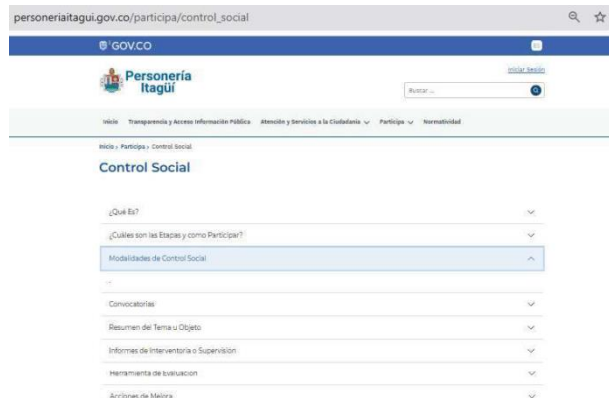 personeriaitagui.gov.co/participa/control_social
GOV.CO
Personería
Itagüí
Iniciar Sesión
Buscar ...
Inicio Transparencia y Acceso Información Pública Atención y Servicios a la Ciudadanía Participa Normatividad
Inicio > Participa > Control Social
Control Social
¿Qué Es?
¿Cuáles son las Etapas y como Participar?
Modalidades de Control Social
Convocatorias
Resumen del Tema u Objeto
Informes de Interventoria o Supervisión
Herramienta de Evaluación
Acciones de Mejora